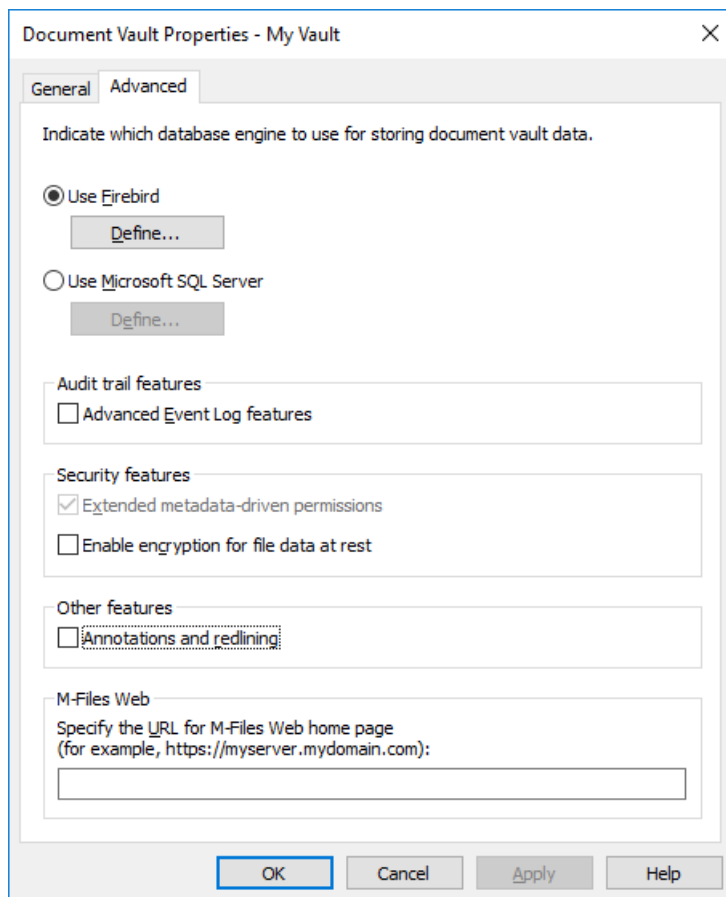 Document Vault Properties - My Vault
General
Advanced
Indicate which database engine to use for storing document vault data.
Use Firebird
Define...
Use Microsoft SQL Server
Define...
Audit trail features
Advanced Event Log features
Security features
Extended metadata-driven permissions
Enable encryption for file data at rest
Other features
Annotations and redlining
M-Files Web
Specify the URL for M-Files Web home page
(for example, https://myserver.mydomain.com):
OK
Cancel
Apply
Help